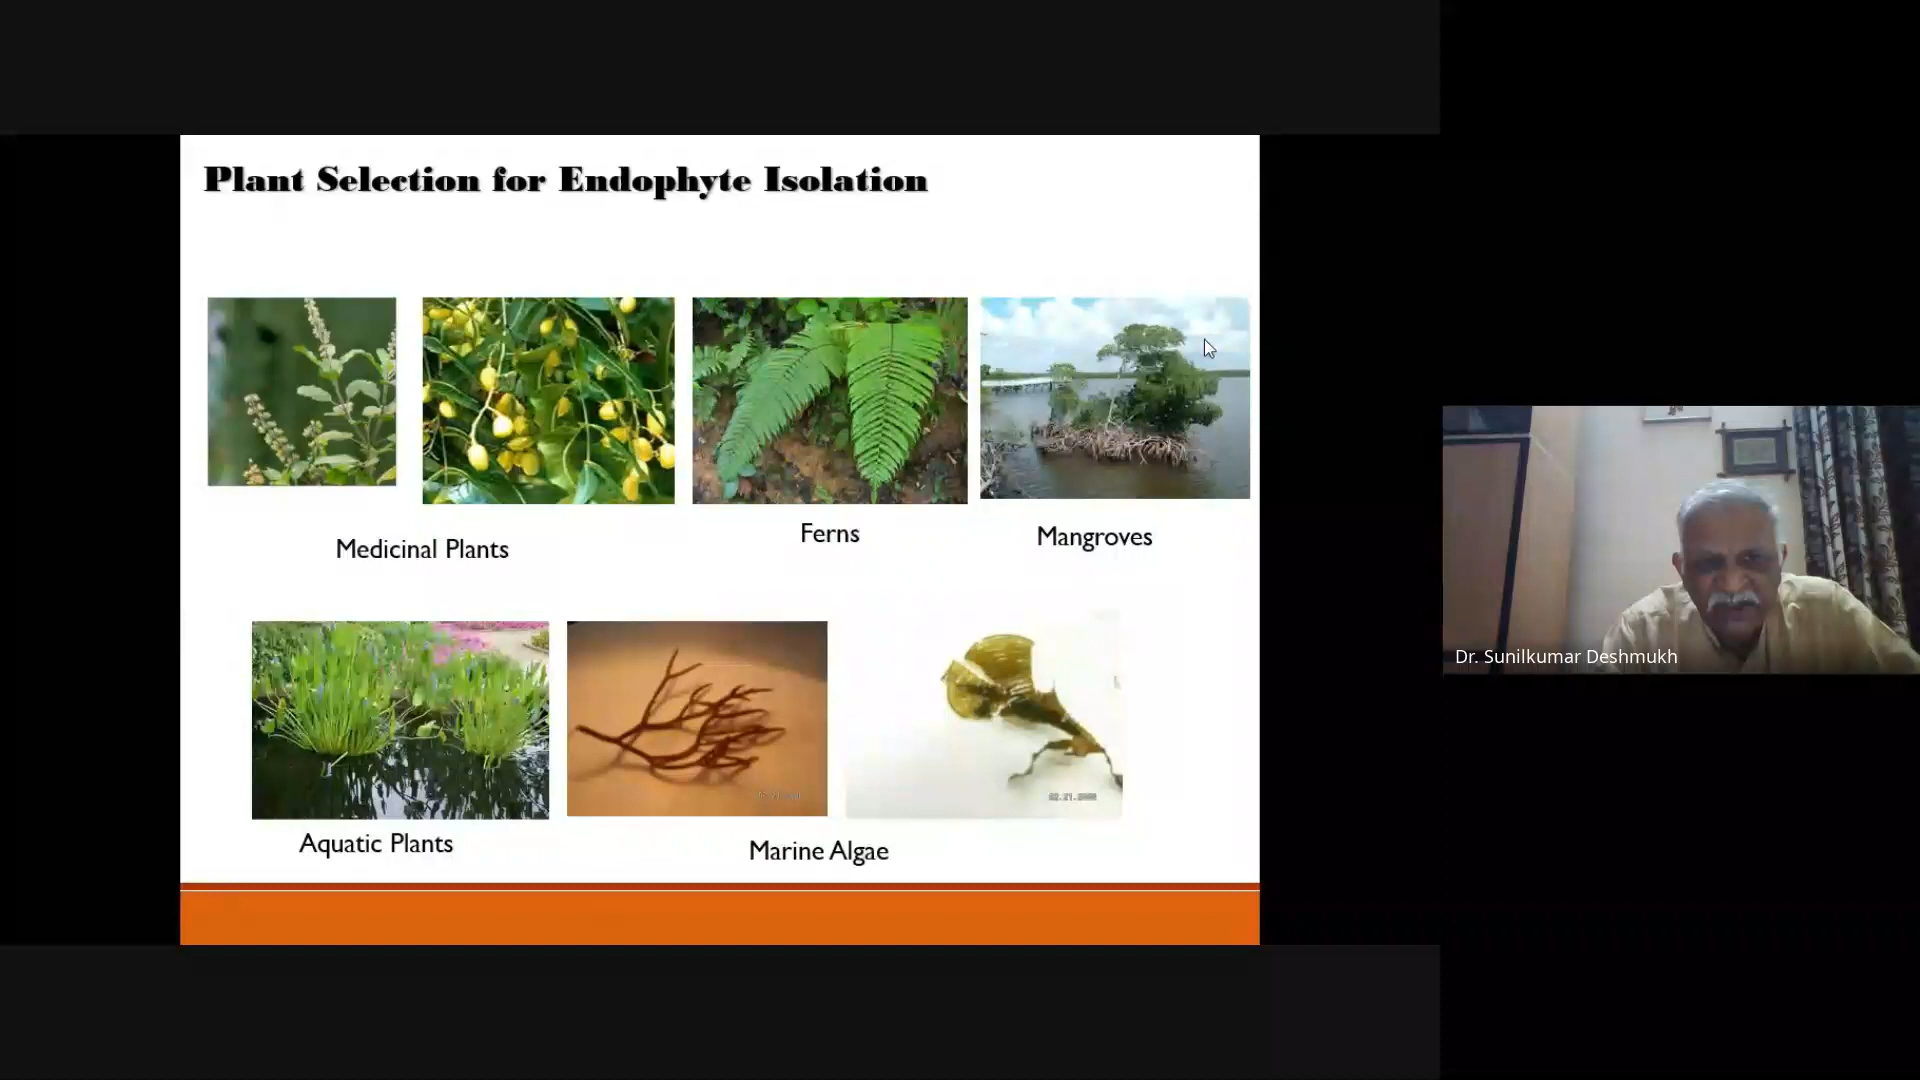 Plant Selection for Endophyte Isolation
Medicinal Plants
Ferns
Mangroves
Aquatic Plants
Marine Algae
Dr. Sunilkumar Deshmukh